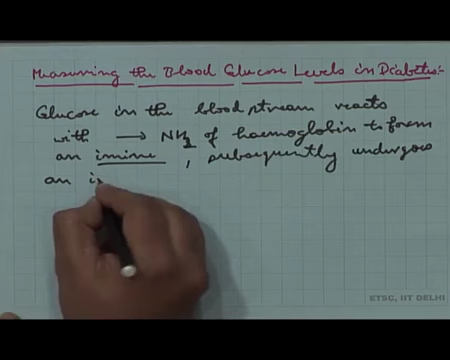 Measuring the Blood Glucose Levels in Diabetes:-
Glucose in the blood stream reacts
with → NH2 of haemoglobin to form
an imine, subsequently undergoes
an i
ETSC, IIT DELHI